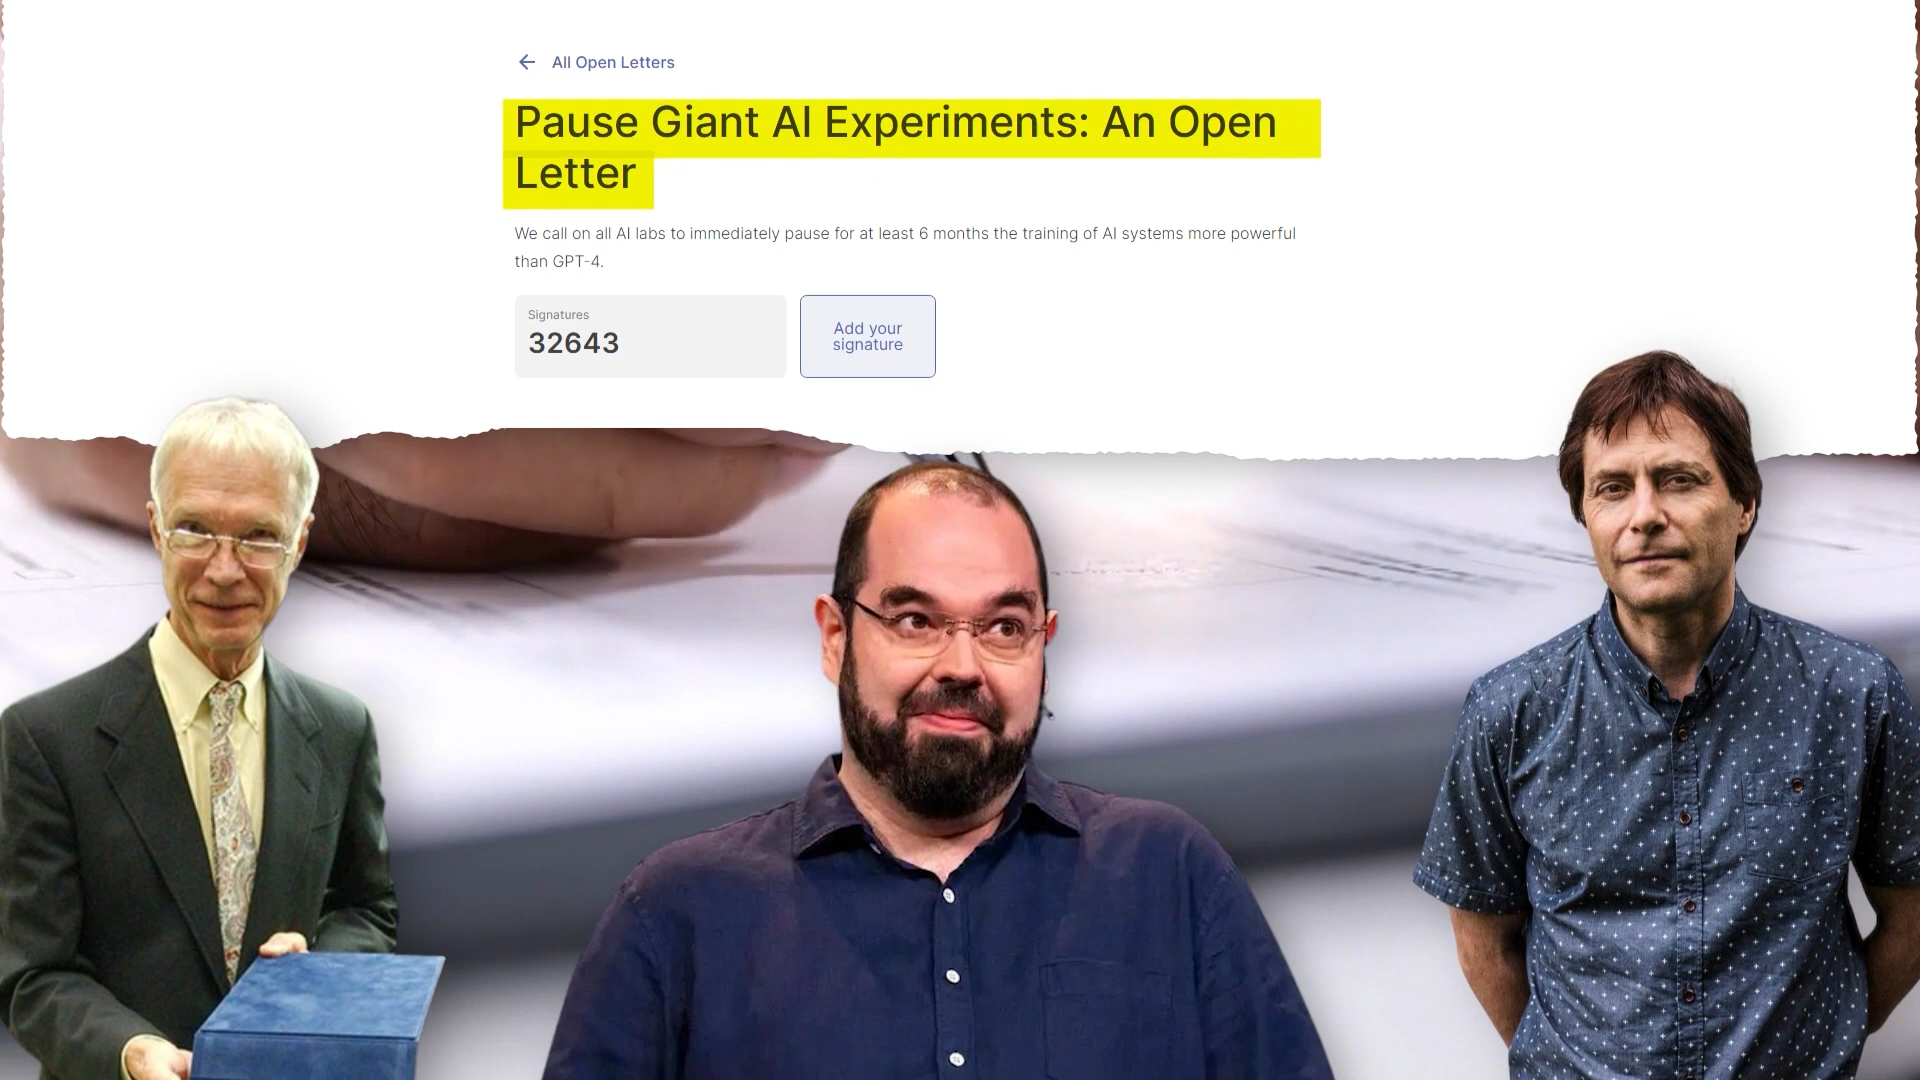 All Open Letters
Pause Giant AI Experiments: An Open
Letter
We call on all AI labs to immediately pause for at least 6 months the training of AI systems more powerful
than GPT-4.
Signatures
32643
Add your
signature